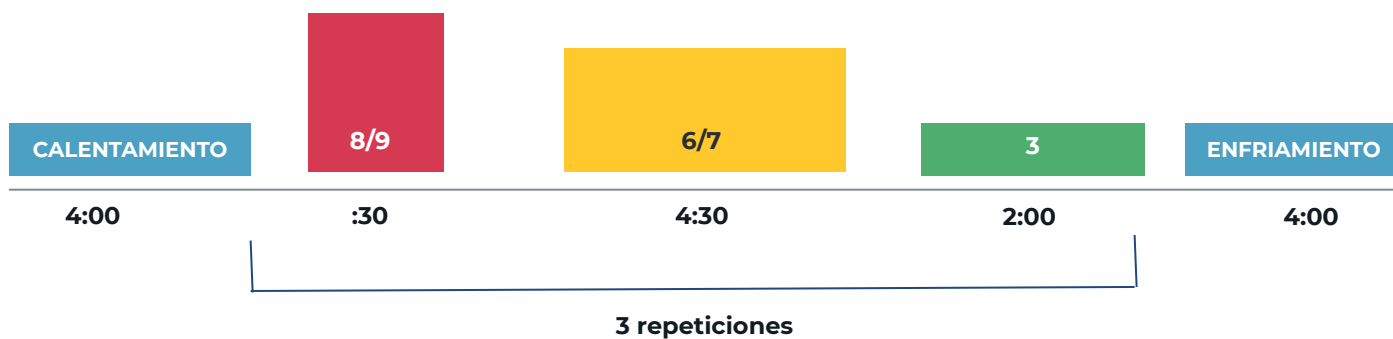 8/9
6/7
3
CALENTAMIENTO
ENFRIAMIENTO
4:00
:30
4:30
2:00
4:00
3 repeticiones